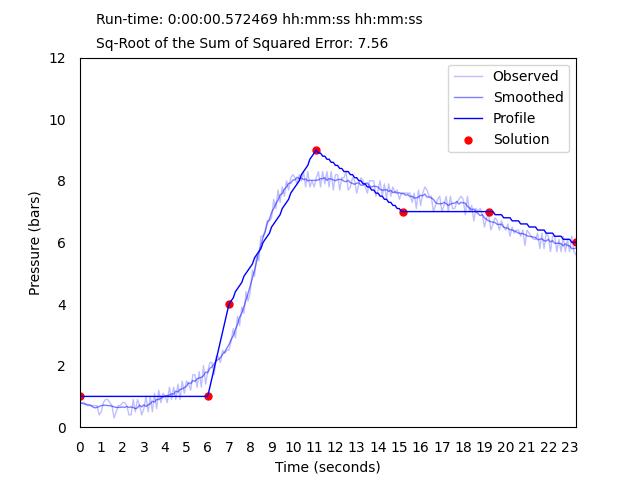 Run-time: 0:00:00.572469 hh:mm:ss hh:mm:ss
Sq-Root of the Sum of Squared Error: 7.56
12
10
8
6
4
2
0
Pressure (bars)
Observed
Smoothed
Profile
Solution
0 1 2 3 4 5 6 7 8 9 10 11 12 13 14 15 16 17 18 19 20 21 22 23
Time (seconds)